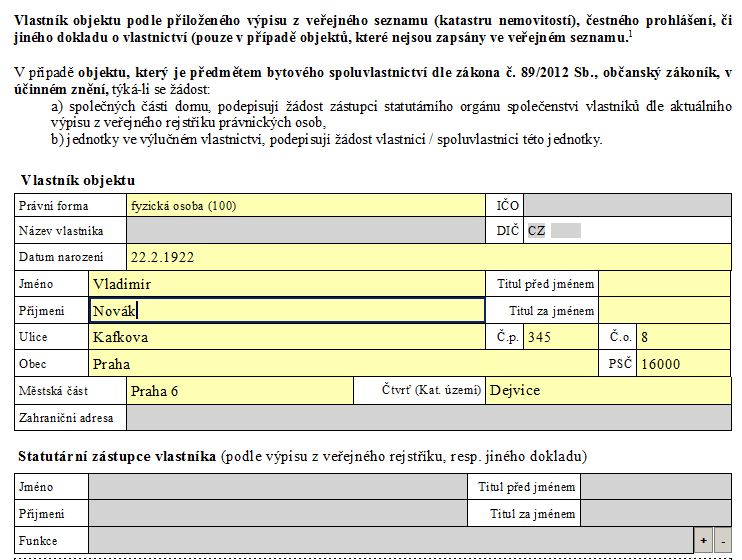 Vlastník objektu podle přiloženého výpisu z veřejného seznamu (katastru nemovitostí), čestného prohlášení, či
jiného dokladu o vlastnictví (pouze v případě objektů, které nejsou zapsány ve veřejném seznamu.1
V případě objektu, který je předmětem bytového spoluvlastnictví dle zákona č. 89/2012 Sb., občanský zákoník, v
účinném znění, týká-li se žádost:
a) společných částí domu, podepisují žádost zástupci statutárního orgánu společenství vlastníků dle aktuálního
výpisu z veřejného rejstříku právnických osob,
b) jednotky ve výlučném vlastnictví, podepisují žádost vlastníci / spoluvlastníci této jednotky.
Vlastník objektu
Právní forma fyzická osoba (100) IČO
Název vlastníka DIČ CZ
Datum narození 22.2.1922
Jméno Vladimír Titul před jménem
Příjmení Novák Titul za jménem
Ulice Kafkova Č.p. 345 Č.o. 8
Obec Praha PSČ 16000
Městská část Praha 6 Čtvrť (Kat. území) Dejvice
Zahraniční adresa
Statutární zástupce vlastníka (podle výpisu z veřejného rejstříku, resp. jiného dokladu)
Jméno Titul před jménem
Příjmení Titul za jménem
Funkce + -